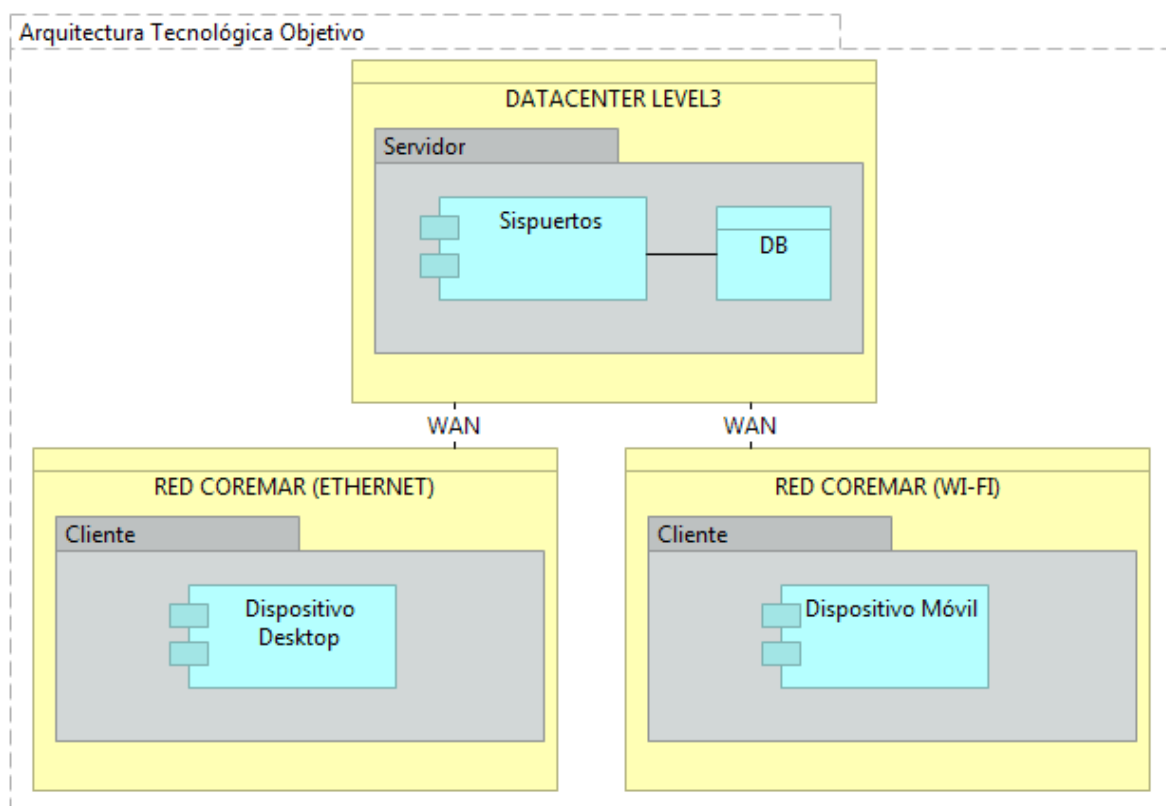 Arquitectura Tecnológica Objetivo
DATACENTER LEVEL3
Servidor
Sispuertos
DB
WAN
WAN
RED COREMAR (ETHERNET)
Cliente
Dispositivo
Desktop
RED COREMAR (WI-FI)
Cliente
Dispositivo Móvil